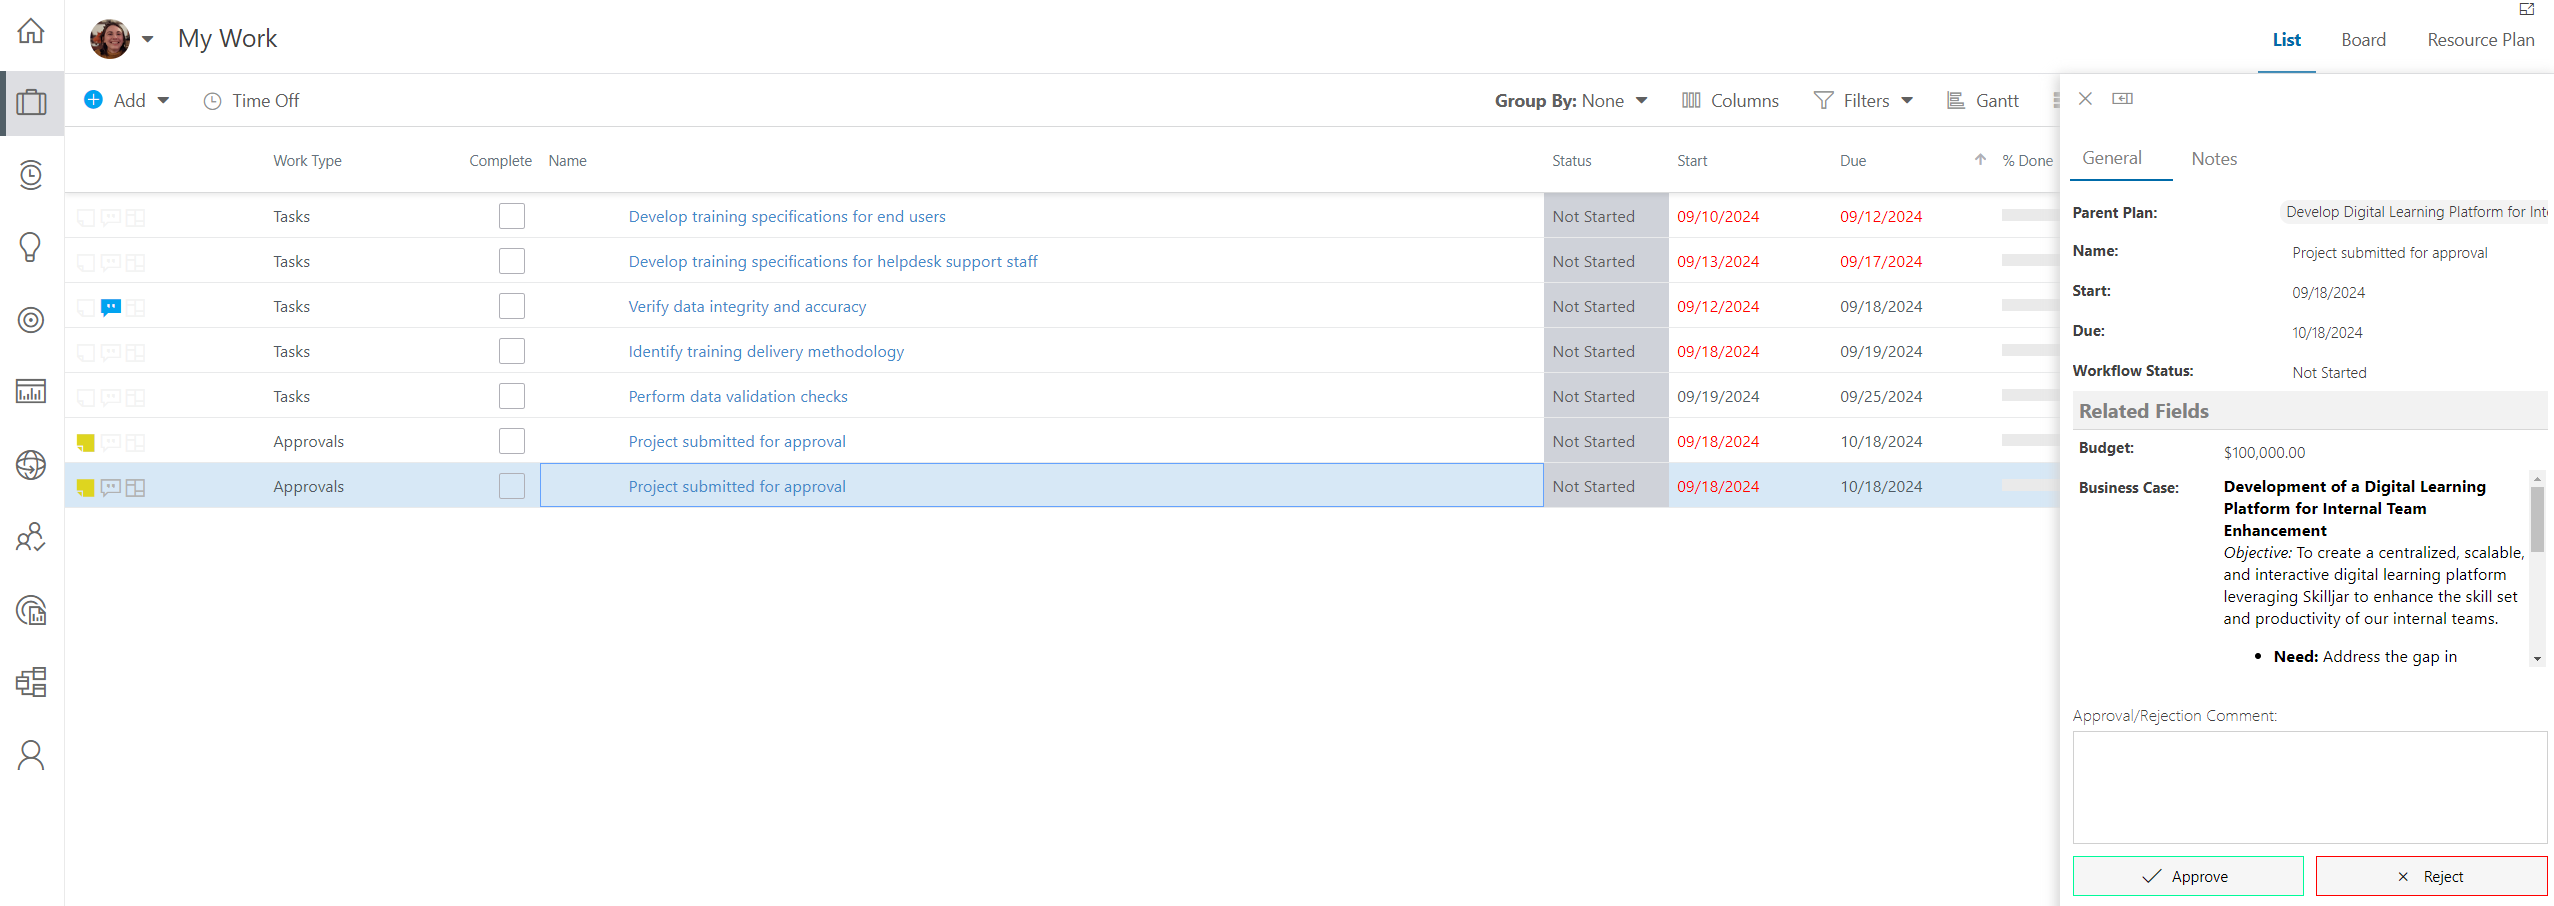 My Work
List Board Resource Plan
Add Time Off Group By: None Columns Filters Gantt
Work Type Complete Name Status Start Due % Done
Tasks Develop training specifications for end users Not Started 09/10/2024 09/12/2024
Tasks Develop training specifications for helpdesk support staff Not Started 09/13/2024 09/17/2024
Tasks Verify data integrity and accuracy Not Started 09/12/2024 09/18/2024
Tasks Identify training delivery methodology Not Started 09/18/2024 09/19/2024
Tasks Perform data validation checks Not Started 09/19/2024 09/25/2024
Approvals Project submitted for approval Not Started 09/18/2024 10/18/2024
Approvals Project submitted for approval Not Started 09/18/2024 10/18/2024
General Notes
Parent Plan: Develop Digital Learning Platform for Int
Name: Project submitted for approval
Start: 09/18/2024
Due: 10/18/2024
Workflow Status: Not Started
Related Fields
Budget: $100,000.00
Business Case: Development of a Digital Learning
Platform for Internal Team
Enhancement
Objective: To create a centralized, scalable,
and interactive digital learning platform
leveraging Skilljar to enhance the skill set
and productivity of our internal teams.
• Need: Address the gap in
Approval/Rejection Comment:
Approve Reject